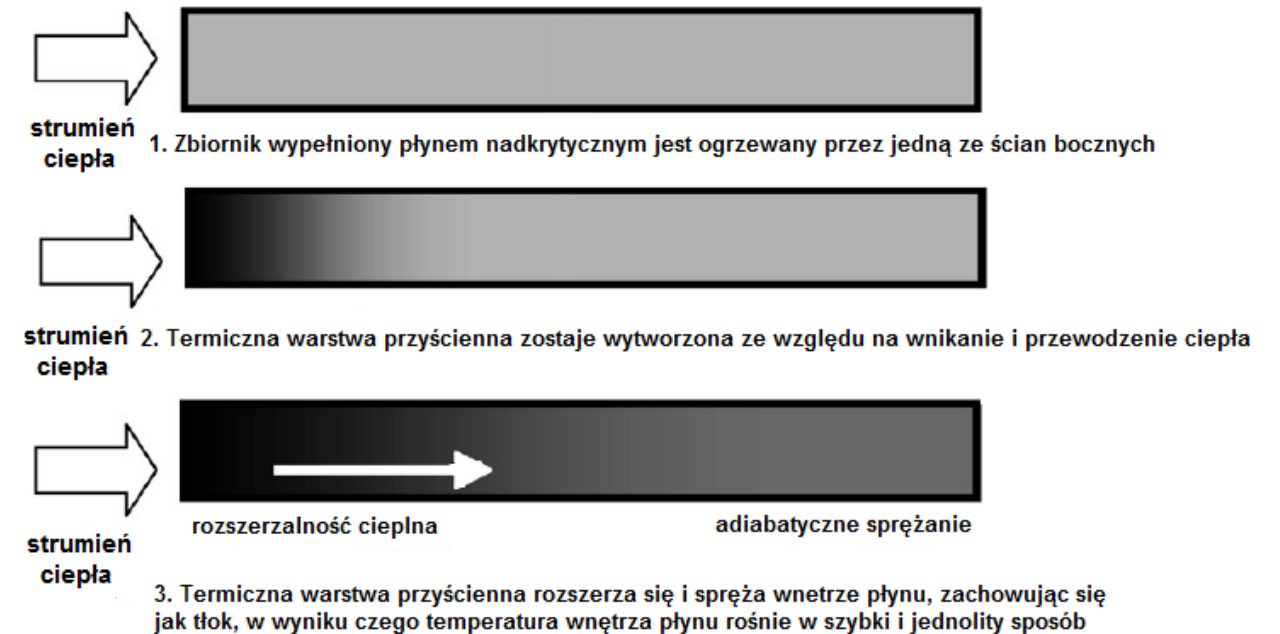 strumień
ciepła
1. Zbiornik wypełniony płynem nadkrytycznym jest ogrzewany przez jedną ze ścian bocznych
strumień
ciepła
2. Termiczna warstwa przyścienna zostaje wytworzona ze względu na wnikanie i przewodzenie ciepła
rozszerzalność cieplna
adiabatyczne sprężanie
strumień
ciepła
3. Termiczna warstwa przyścienna rozszerza się i spręża wnetrze płynu, zachowując się
jak tłok, w wyniku czego temperatura wnętrza płynu rośnie w szybki i jednolity sposób